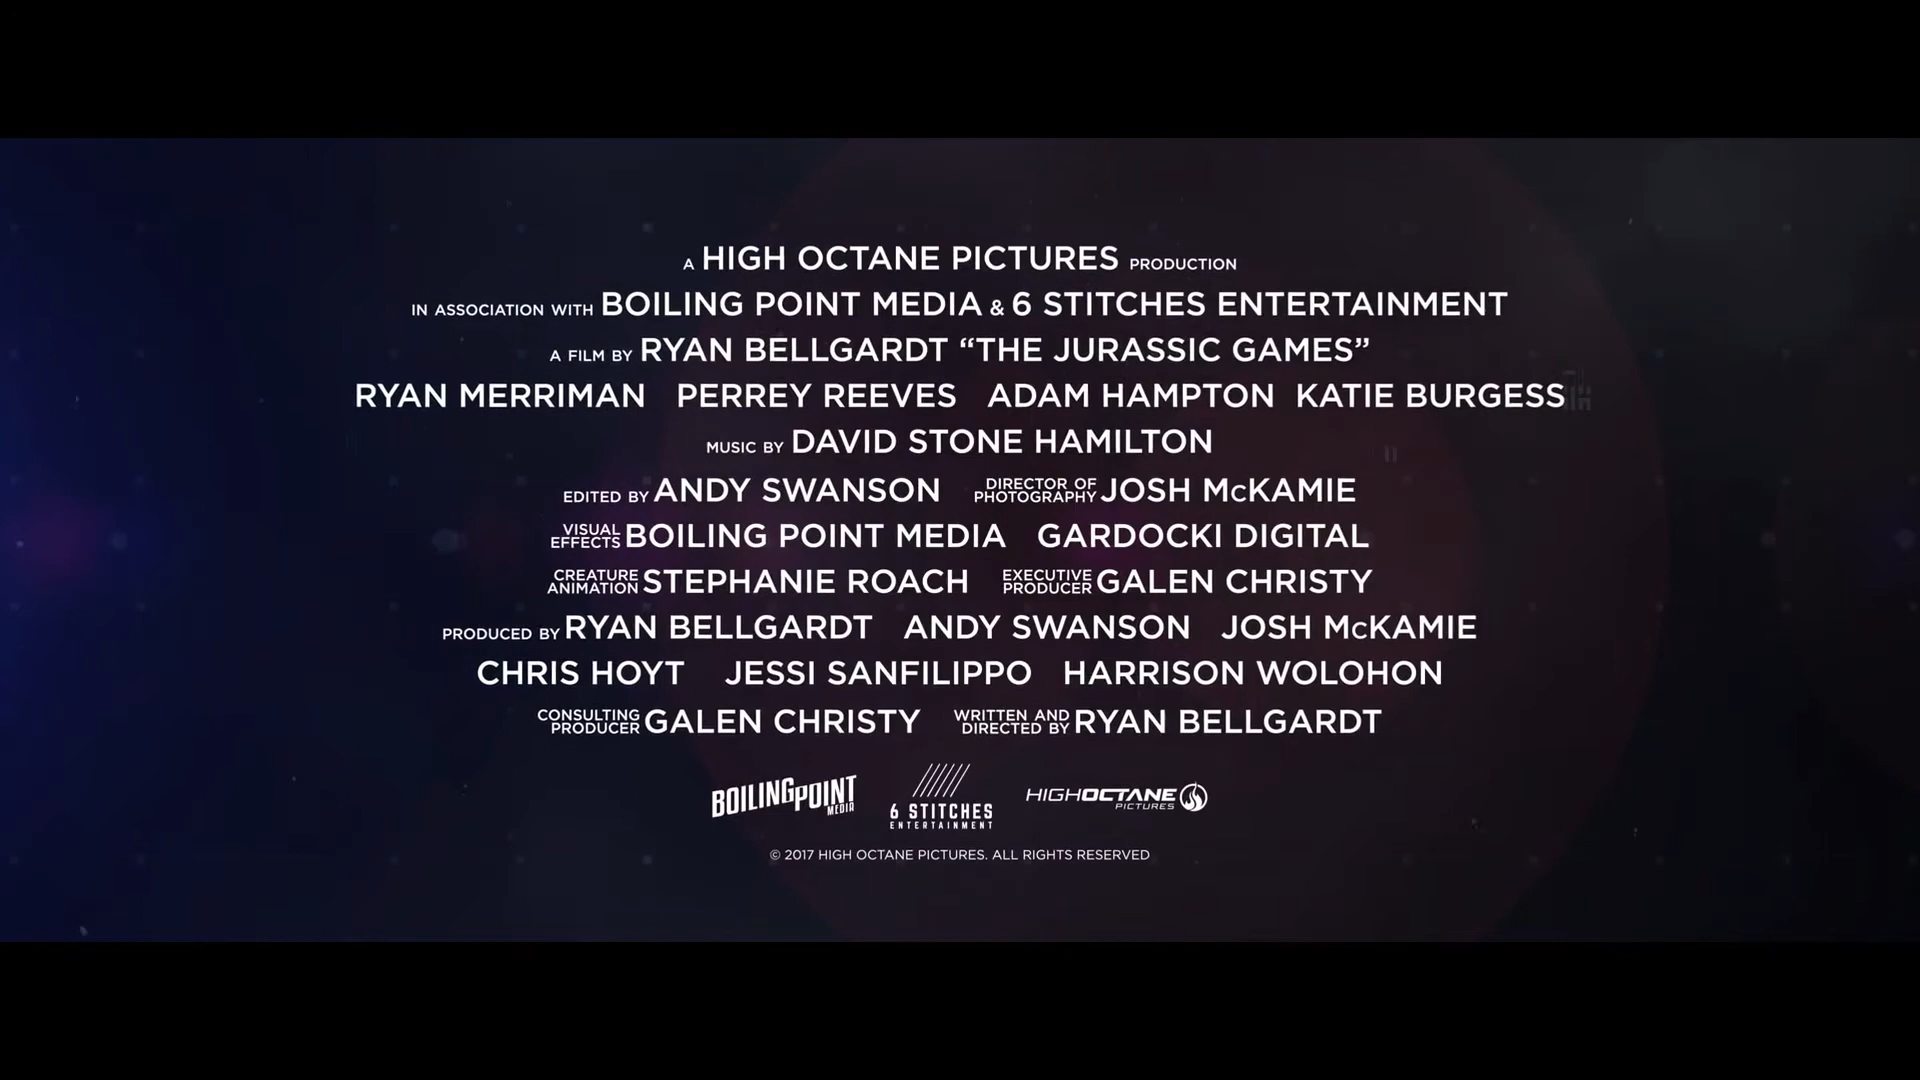 A HIGH OCTANE PICTURES PRODUCTION
IN ASSOCIATION WITH BOILING POINT MEDIA & 6 STITCHES ENTERTAINMENT
A FILM BY RYAN BELLGARDT “THE JURASSIC GAMES”
RYAN MERRIMAN PERREY REEVES ADAM HAMPTON KATIE BURGESS
MUSIC BY DAVID STONE HAMILTON
EDITED BY ANDY SWANSON DIRECTOR OF PHOTOGRAPHY JOSH McKAMIE
VISUAL EFFECTS BOILING POINT MEDIA GARDOCKI DIGITAL
CREATURE ANIMATION STEPHANIE ROACH EXECUTIVE PRODUCER GALEN CHRISTY
PRODUCED BY RYAN BELLGARDT ANDY SWANSON JOSH McKAMIE
CHRIS HOYT JESSI SANFILIPPO HARRISON WOLOHON
CONSULTING PRODUCER GALEN CHRISTY WRITTEN AND DIRECTED BY RYAN BELLGARDT
BOILING POINT MEDIA
6 STITCHES
ENTERTAINMENT
HIGHOCTANE
PICTURES
© 2017 HIGH OCTANE PICTURES. ALL RIGHTS RESERVED